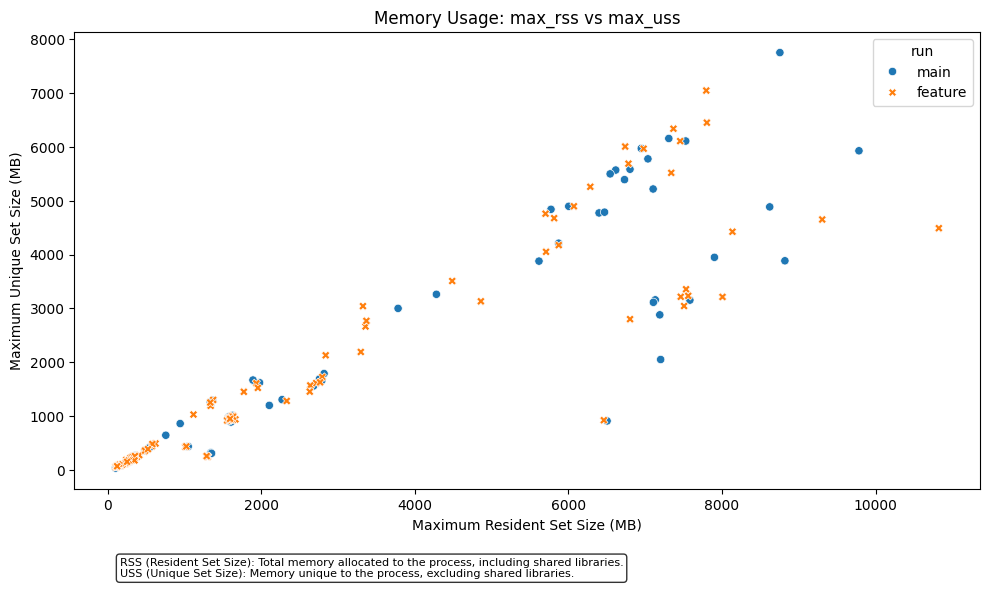 Memory Usage: max_rss vs max_uss
8000
7000
6000
5000
4000
3000
2000
1000
0
Maximum Unique Set Size (MB)
run
main
feature
0 2000 4000 6000 8000 10000
Maximum Resident Set Size (MB)
RSS (Resident Set Size): Total memory allocated to the process, including shared libraries.
USS (Unique Set Size): Memory unique to the process, excluding shared libraries.